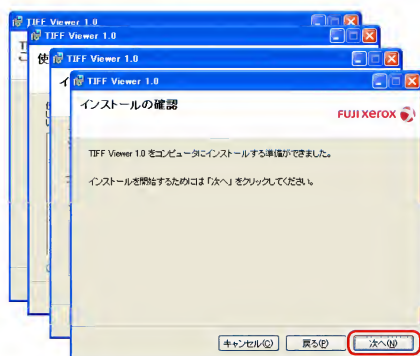 TIFF Viewer 1.0
TIFF Viewer 1.0
使
TIFF Viewer 1.0
イ
TIFF Viewer 1.0
インストールの確認
FUJI XEROX
TIFF Viewer 1.0 をコンピュータにインストールする準備ができました。
インストールを開始するためには「次へ」をクリックしてください。
キャンセル(C)
戻る(P)
次へ(N)